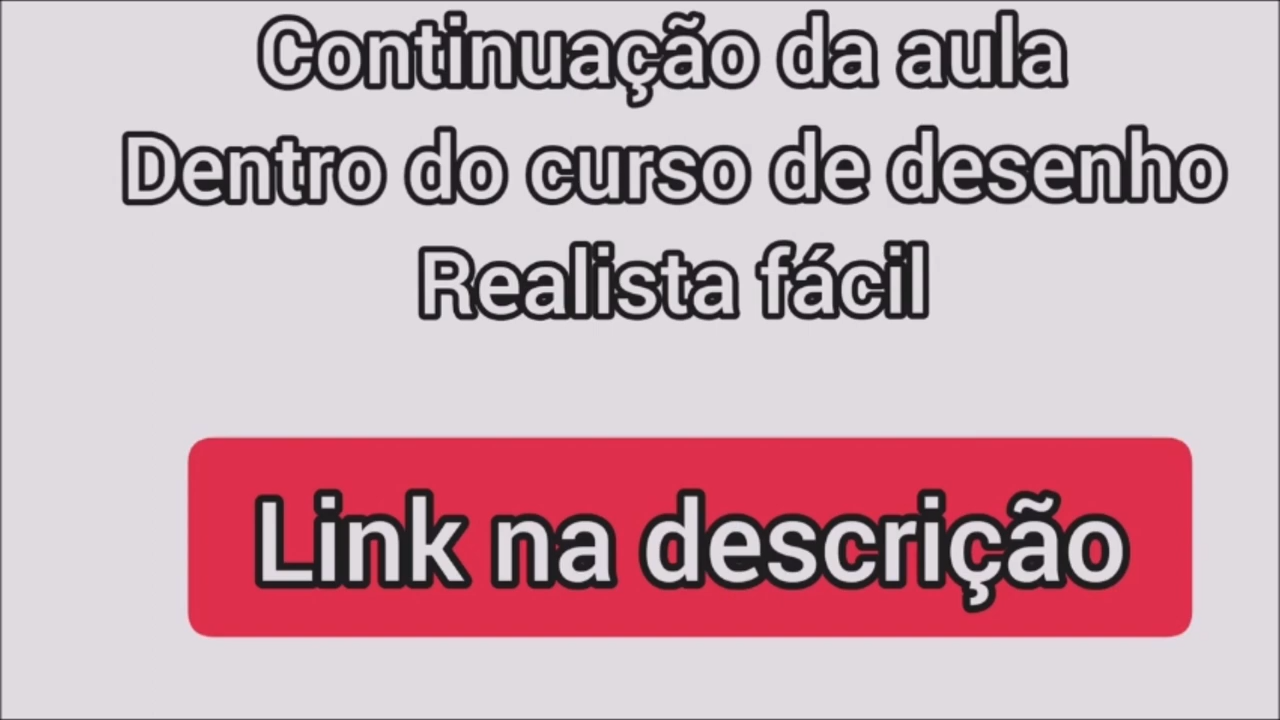 Continuação da aula
Dentro do curso de desenho
Realista fácil
Link na descrição